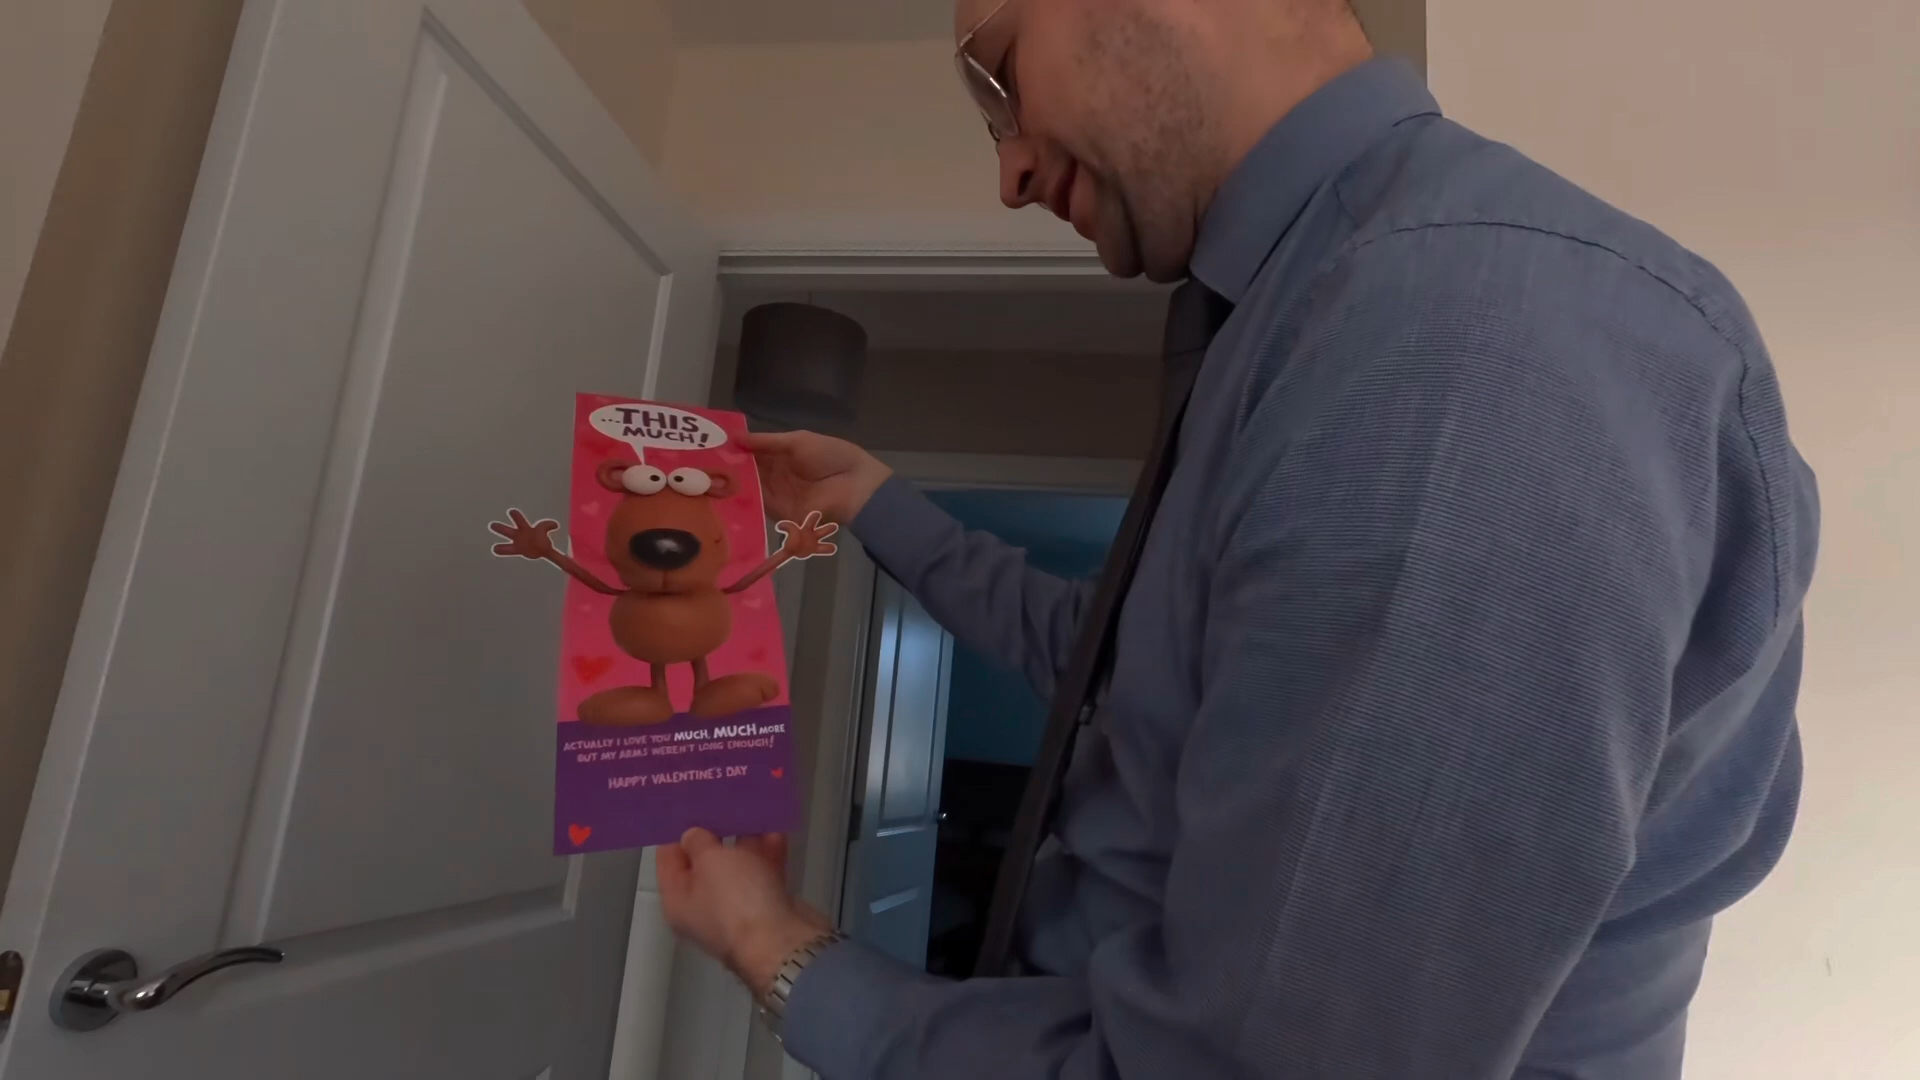 ...THIS
MUCH!
ACTUALLY I LOVE YOU MUCH, MUCH MORE
BUT MY ARMS WEREN'T LONG ENOUGH!
HAPPY VALENTINE'S DAY